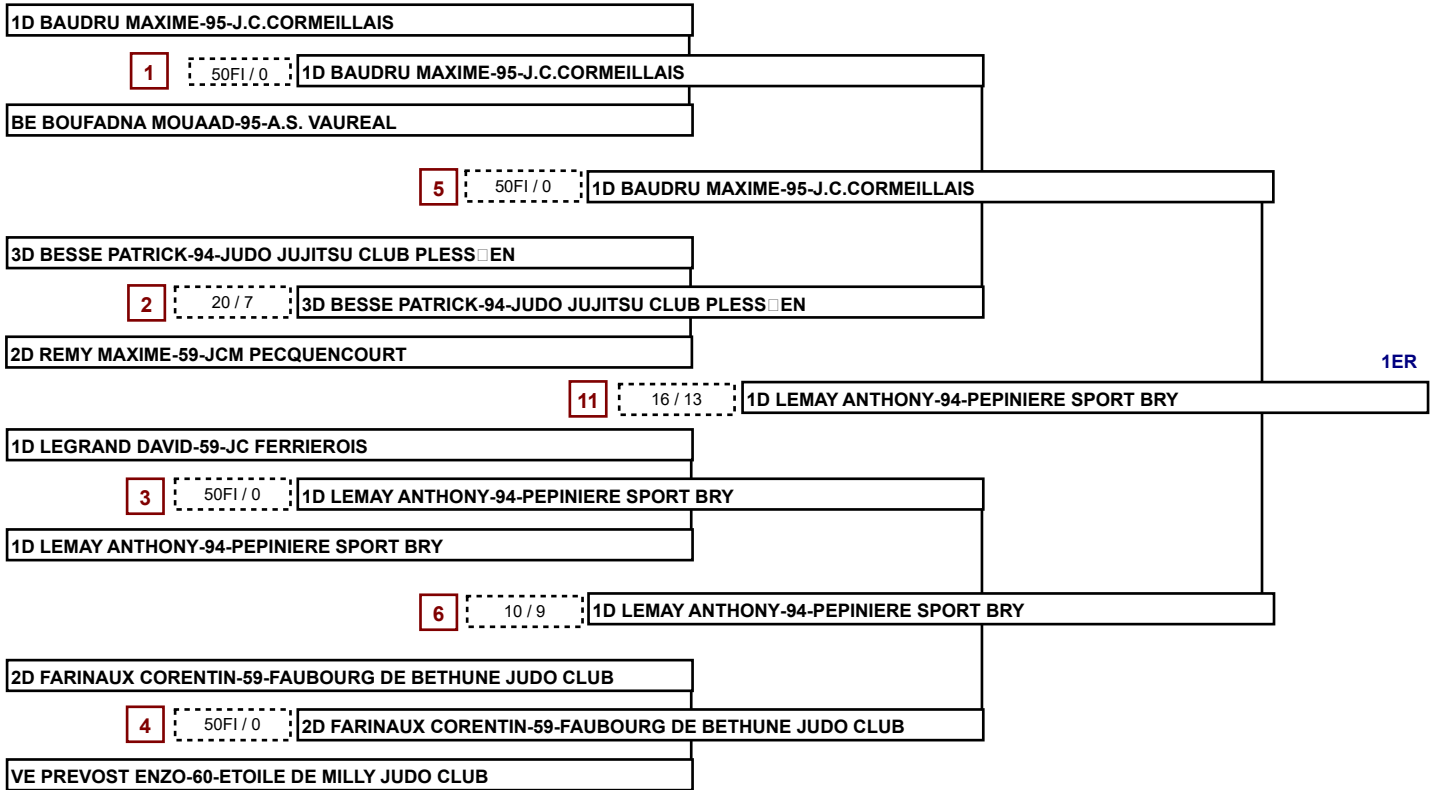 1D BAUDRU MAXIME-95-J.C.CORMEILLAIS
1 50FI / 0 1D BAUDRU MAXIME-95-J.C.CORMEILLAIS
BE BOUFADNA MOUAAD-95-A.S. VAUREAL
5 50FI / 0 1D BAUDRU MAXIME-95-J.C.CORMEILLAIS
3D BESSE PATRICK-94-JUDO JUJITSU CLUB PLESS□EN
2 20 / 7 3D BESSE PATRICK-94-JUDO JUJITSU CLUB PLESS□EN
2D REMY MAXIME-59-JCM PECQUENCOURT
1ER
11 16 / 13 1D LEMAY ANTHONY-94-PEPINIERE SPORT BRY
1D LEGRAND DAVID-59-JC FERRIEROIS
3 50FI / 0 1D LEMAY ANTHONY-94-PEPINIERE SPORT BRY
1D LEMAY ANTHONY-94-PEPINIERE SPORT BRY
6 10 / 9 1D LEMAY ANTHONY-94-PEPINIERE SPORT BRY
2D FARINAUX CORENTIN-59-FAUBOURG DE BETHUNE JUDO CLUB
4 50FI / 0 2D FARINAUX CORENTIN-59-FAUBOURG DE BETHUNE JUDO CLUB
VE PREVOST ENZO-60-ETOILE DE MILLY JUDO CLUB